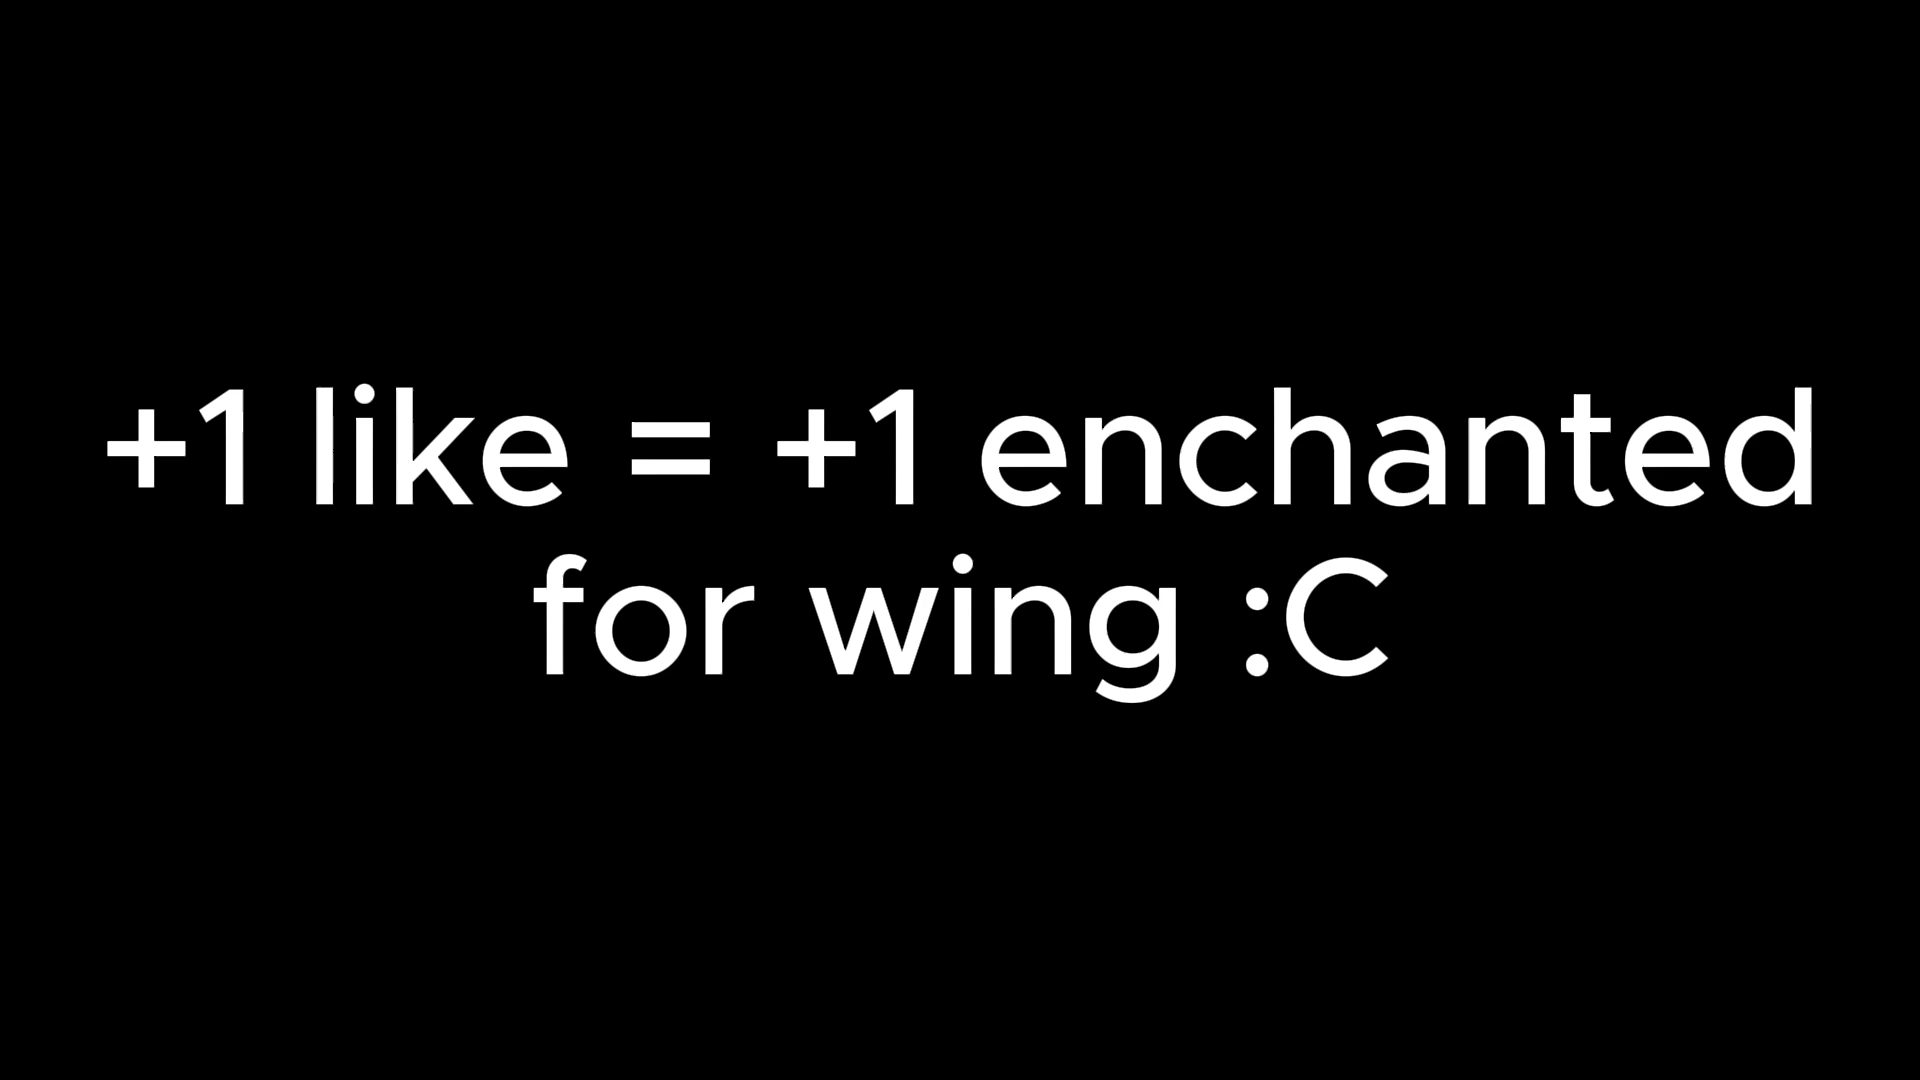 +1 like = +1 enchanted
for wing :C